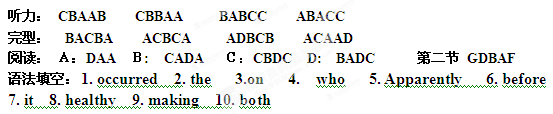 听力： CBAAB CBBAA BABCC ABACC
完型： BACBA ACBCA ADBCB ACAAD
阅读： A：DAA B： CADA C：CBDC D: BADC 第二节 GDBAF
语法填空：1. occurred 2. the 3.on 4. who 5. Apparently 6. before
7. it 8. healthy 9. making 10. both